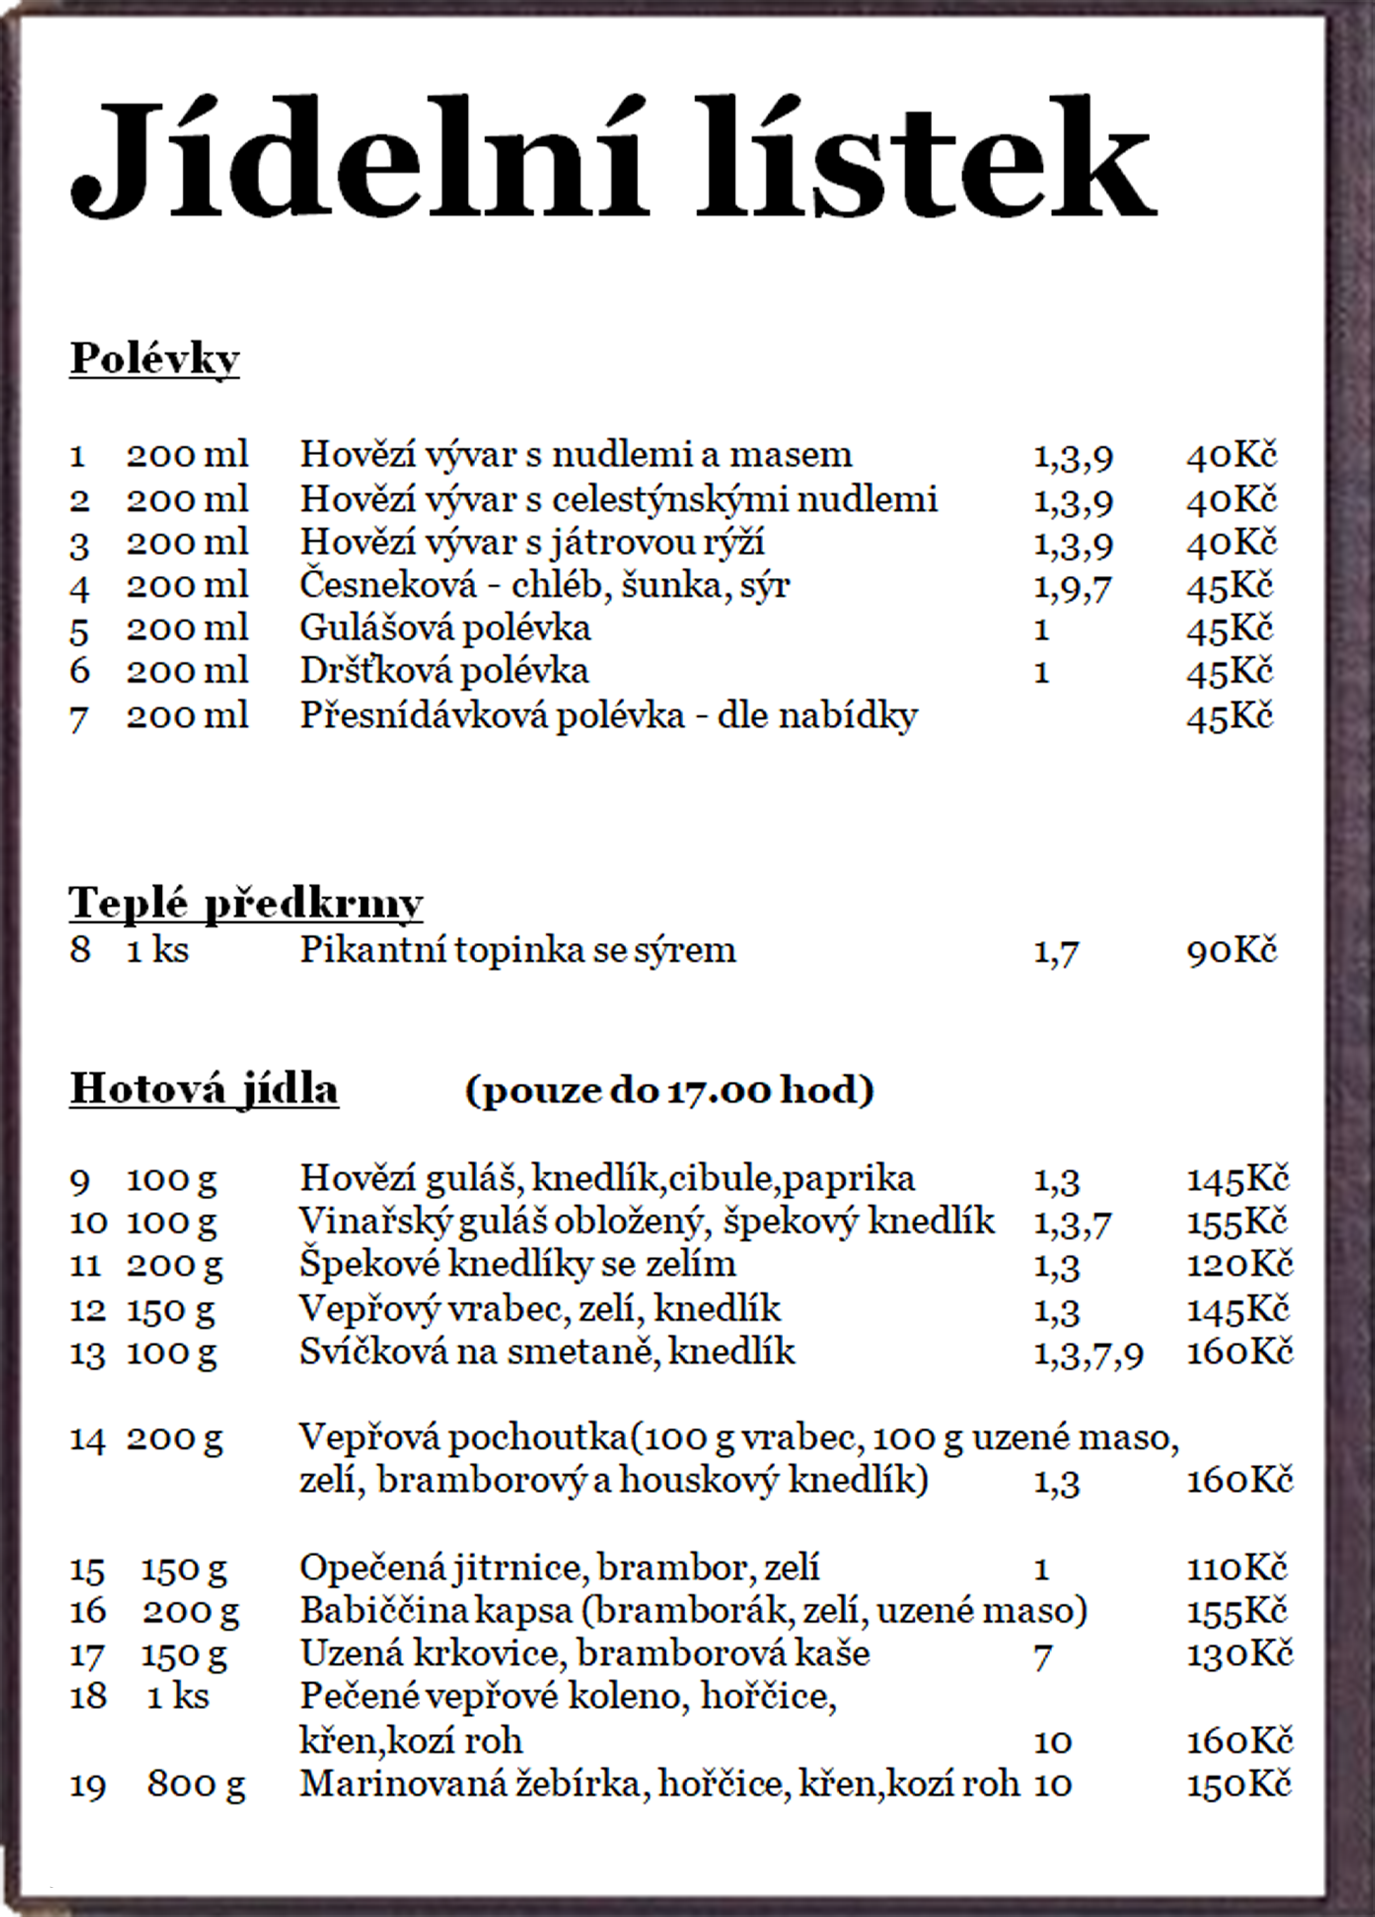 Jídelní lístek
Polévky
1 200 ml Hovězí vývar s nudlemi a masem 1,3,9 40Kč
2 200 ml Hovězí vývar s celestýnskými nudlemi 1,3,9 40Kč
3 200 ml Hovězí vývar s játrovou rýží 1,3,9 40Kč
4 200 ml Česneková - chléb, šunka, sýr 1,9,7 45Kč
5 200 ml Gulášová polévka 1 45Kč
6 200 ml Dršťková polévka 1 45Kč
7 200 ml Přesnídávková polévka - dle nabídky 45Kč
Teplé předkrmy
8 1 ks Pikantní topinka se sýrem 1,7 90Kč
Hotová jídla (pouze do 17.00 hod)
9 100 g Hovězí guláš, knedlík,cibule,paprika 1,3 145Kč
10 100 g Vinařský guláš obložený, špekový knedlík 1,3,7 155Kč
11 200 g Špekové knedlíky se zelím 1,3 120Kč
12 150 g Vepřový vrabec, zelí, knedlík 1,3 145Kč
13 100 g Svíčková na smetaně, knedlík 1,3,7,9 160Kč
14 200 g Vepřová pochoutka(100 g vrabec, 100 g uzené maso,
zelí, bramborový a houskový knedlík) 1,3 160Kč
15 150 g Opečená jitrnice, brambor, zelí 1 110Kč
16 200 g Babiččina kapsa (bramborák, zelí, uzené maso) 155Kč
17 150 g Uzená krkovice, bramborová kaše 7 130Kč
18 1 ks Pečené vepřové koleno, hořčice,
křen,kozí roh 10 160Kč
19 800 g Marinovaná žebírka, hořčice, křen,kozí roh 10 150Kč